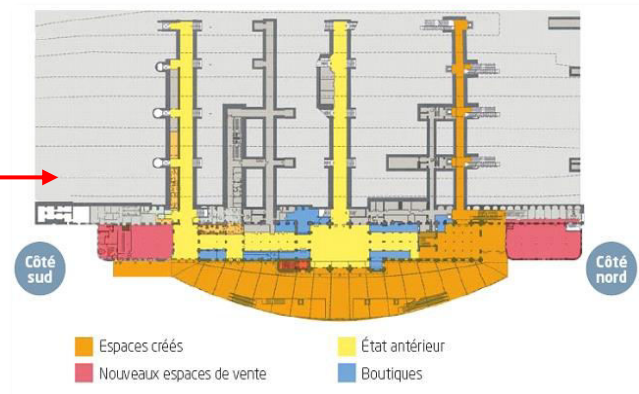 Côté
sud
Côté
nord
Espaces créés
État antérieur
Nouveaux espaces de vente
Boutiques